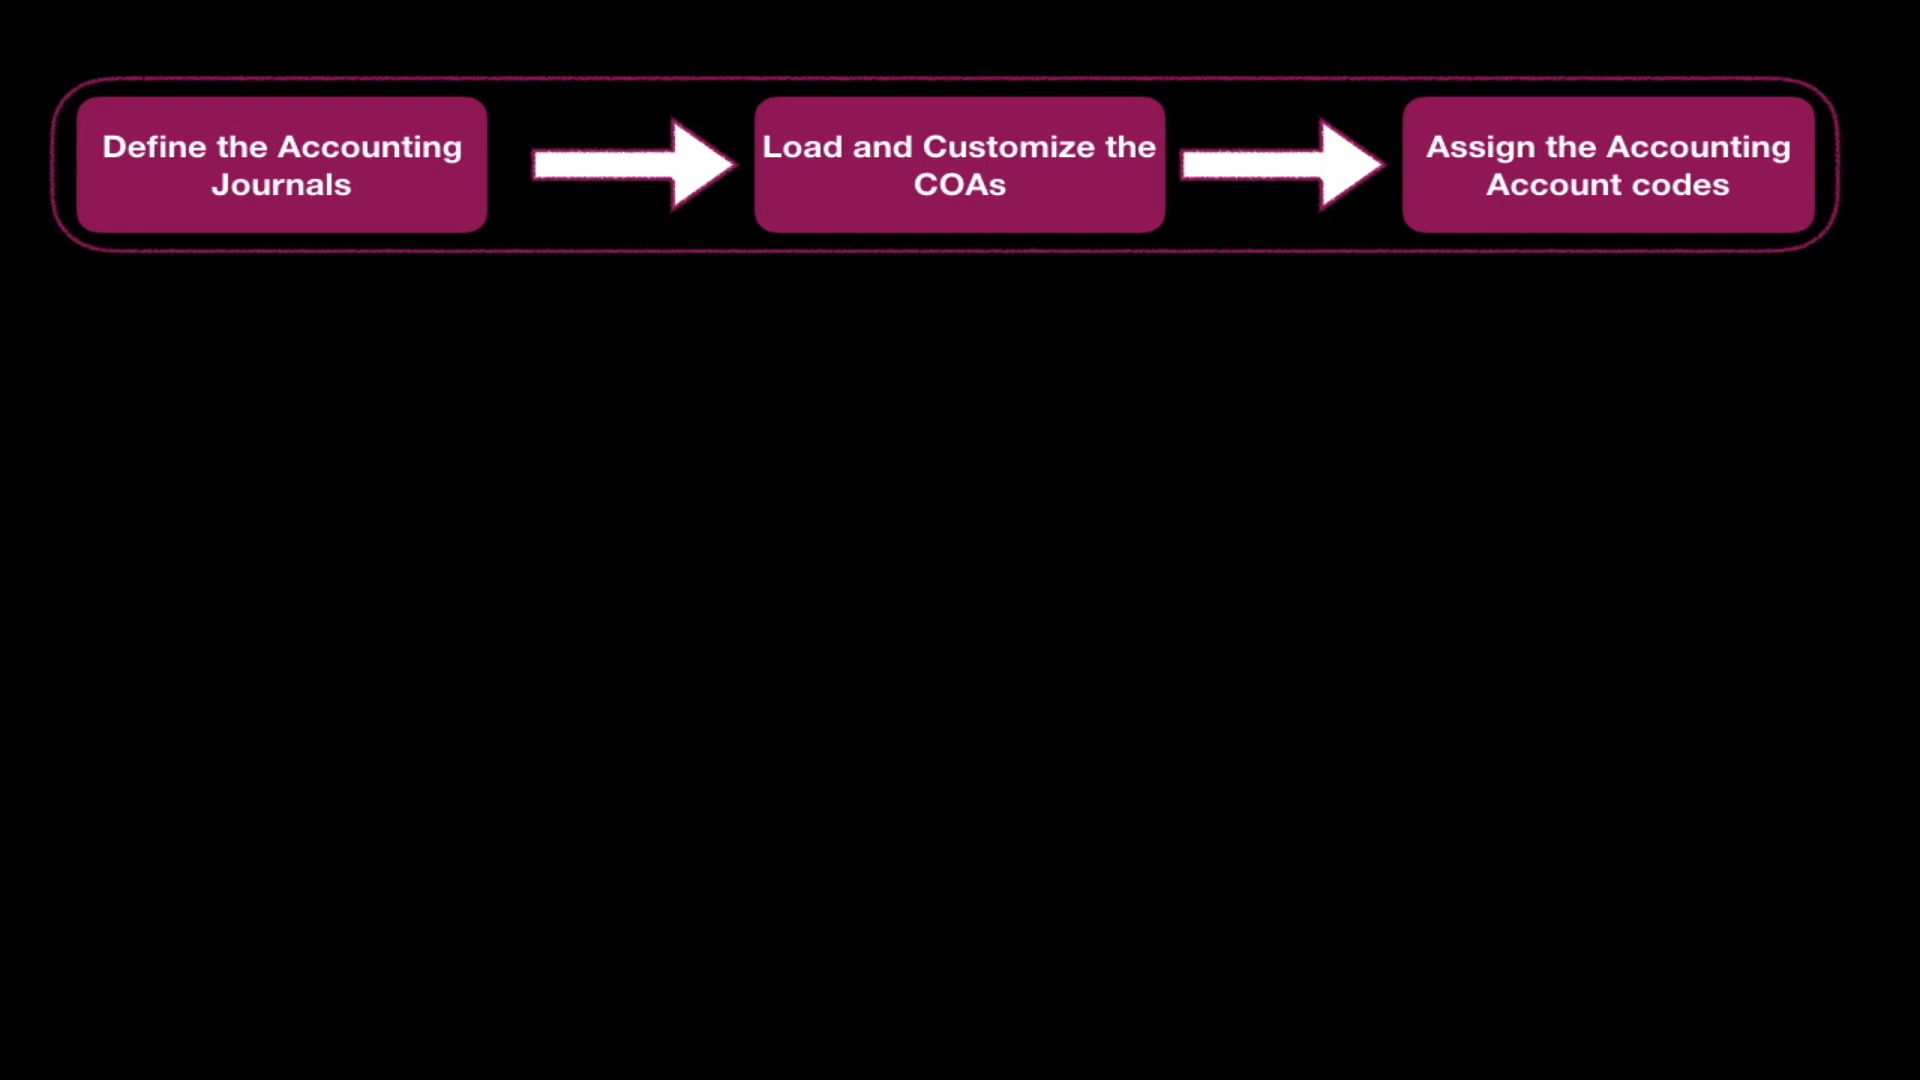 Define the Accounting
Journals
Load and Customize the
COAs
Assign the Accounting
Account codes